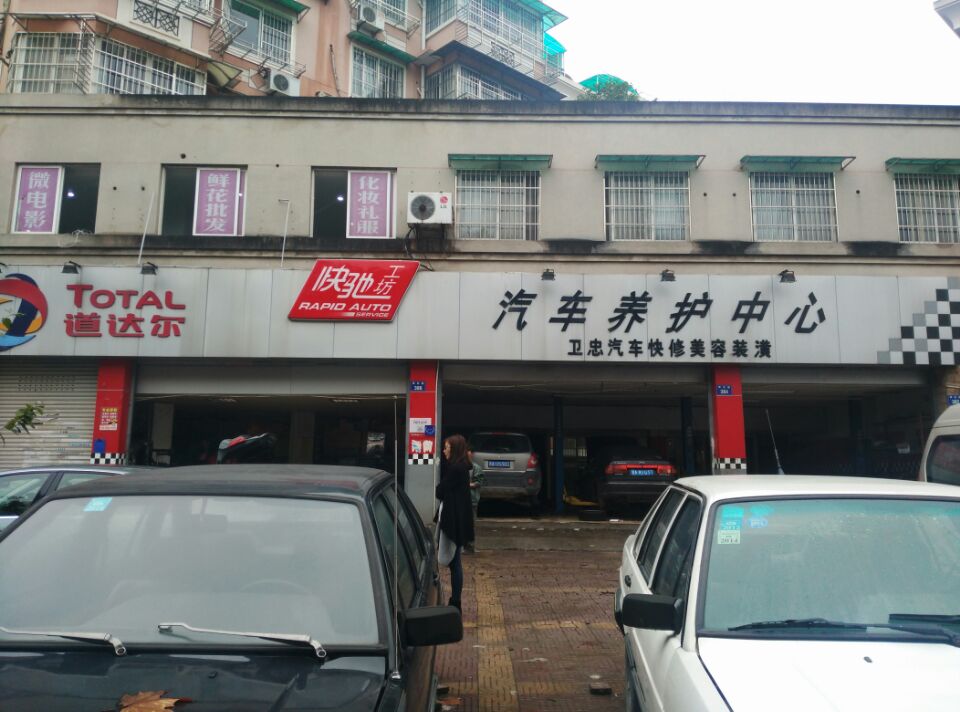 微电影
鲜花批发
化妆礼服
LG
TOTAL
道达尔
快驰
工坊
RAPID AUTO
SERVICE
汽车养护中心
卫忠汽车快修美容装潢
2014